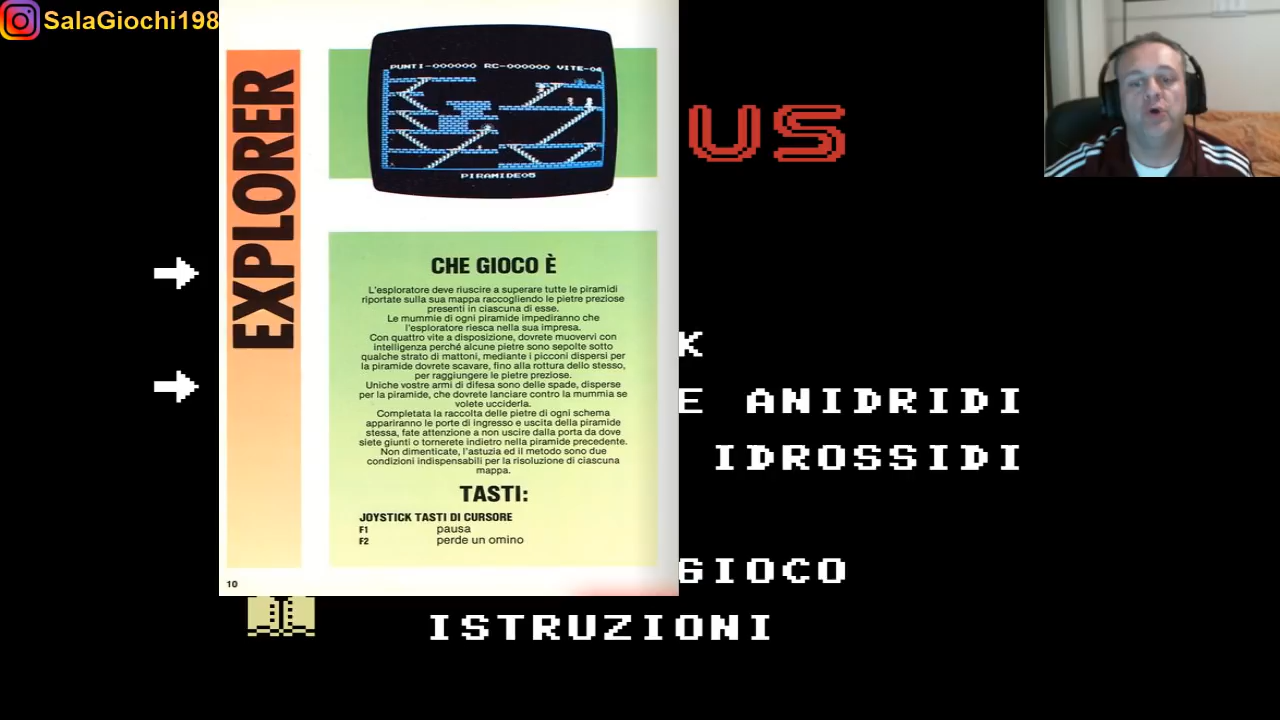 SalaGiochi198
EXPLORER
PUNTI-000000 RC-000000 VITE-04
PIRAMIDE05
CHE GIOCO È
L'esploratore deve riuscire a superare tutte le piramidi
riportate sulla sua mappa raccogliendo le pietre preziose
presenti in ciascuna di esse.
Le mummie di ogni piramide impediranno che
l'esploratore riesca nella sua impresa.
Con quattro vite a disposizione, dovrete muovervi con
intelligenza perché alcune pietre sono sepolte sotto
qualche strato di mattoni, mediante i picconi dispersi per
la piramide dovrete scavare, fino alla rottura dello stesso,
per raggiungere le pietre preziose.
Uniche vostre armi di difesa sono delle spade, disperse
per la piramide, che dovrete lanciare contro la mummia se
volete ucciderla.
Completata la raccolta delle pietre di ogni schema
appariranno le porte di ingresso e uscita della piramide
stessa, fate attenzione a non uscire dalla porta da dove
siete giunti o tornerete indietro nella piramide precedente.
Non dimenticate, l'astuzia ed il metodo sono due
condizioni indispensabili per la risoluzione di ciascuna
mappa.
TASTI:
JOYSTICK TASTI DI CURSORE
F1 pausa
F2 perde un omino
10
US
K
E ANIDRIDI
IDROSSIDI
GIOCO
ISTRUZIONI